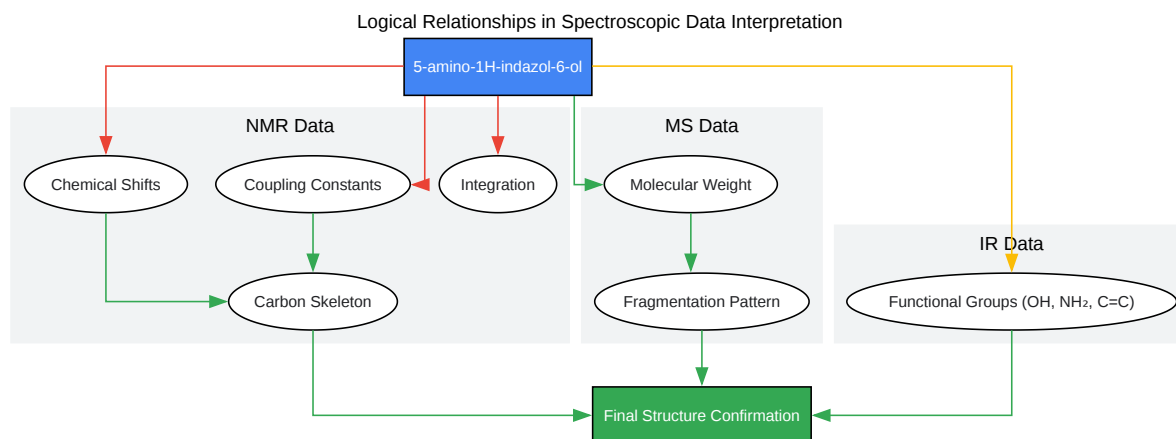 Logical Relationships in Spectroscopic Data Interpretation
5-amino-1H-indazol-6-ol
NMR Data
MS Data
Chemical Shifts
Coupling Constants
Integration
Molecular Weight
IR Data
Carbon Skeleton
Fragmentation Pattern
Functional Groups (OH, NH₂, C=C)
Final Structure Confirmation